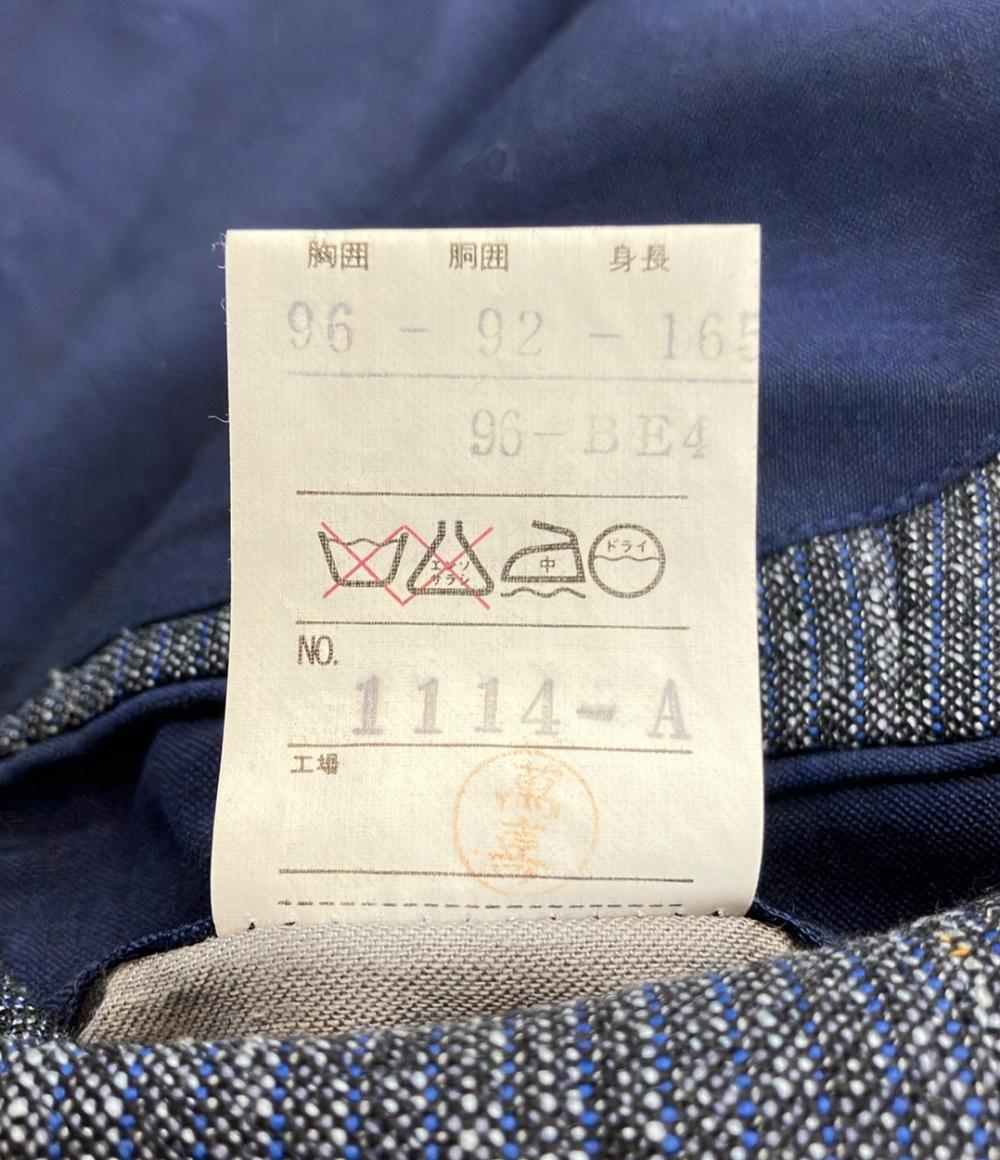 胸囲 胴囲 身長
96 - 92 - 165
96-BE4
エンソ
サラシ
中
ドライ
NO.
1114-A
工場